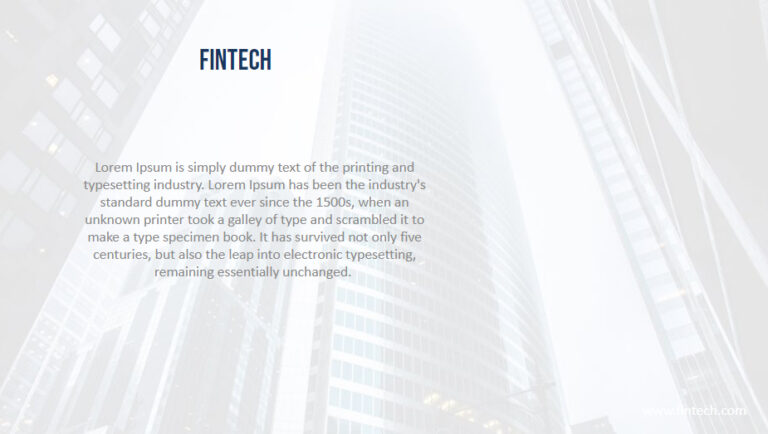 FINTECH
Lorem Ipsum is simply dummy text of the printing and
typesetting industry. Lorem Ipsum has been the industry's
standard dummy text ever since the 1500s, when an
unknown printer took a galley of type and scrambled it to
make a type specimen book. It has survived not only five
centuries, but also the leap into electronic typesetting,
remaining essentially unchanged.
www.fintech.com